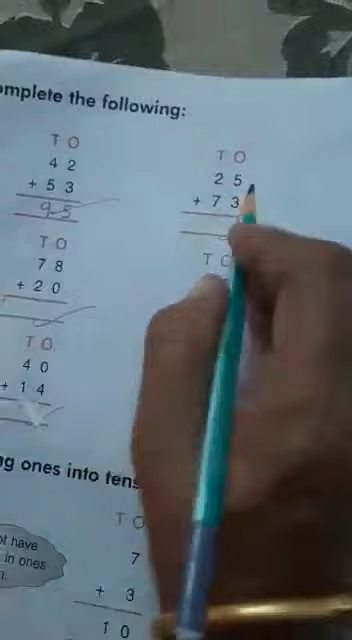 omplete the following:
T O
4 2
+ 5 3
9 5
T O
2 5
+ 7 3
T O
7 8
+ 2 0
T O
T O
4 0
+ 1 4
g ones into tens
ot have
in ones
T O
7
+ 3
1 0